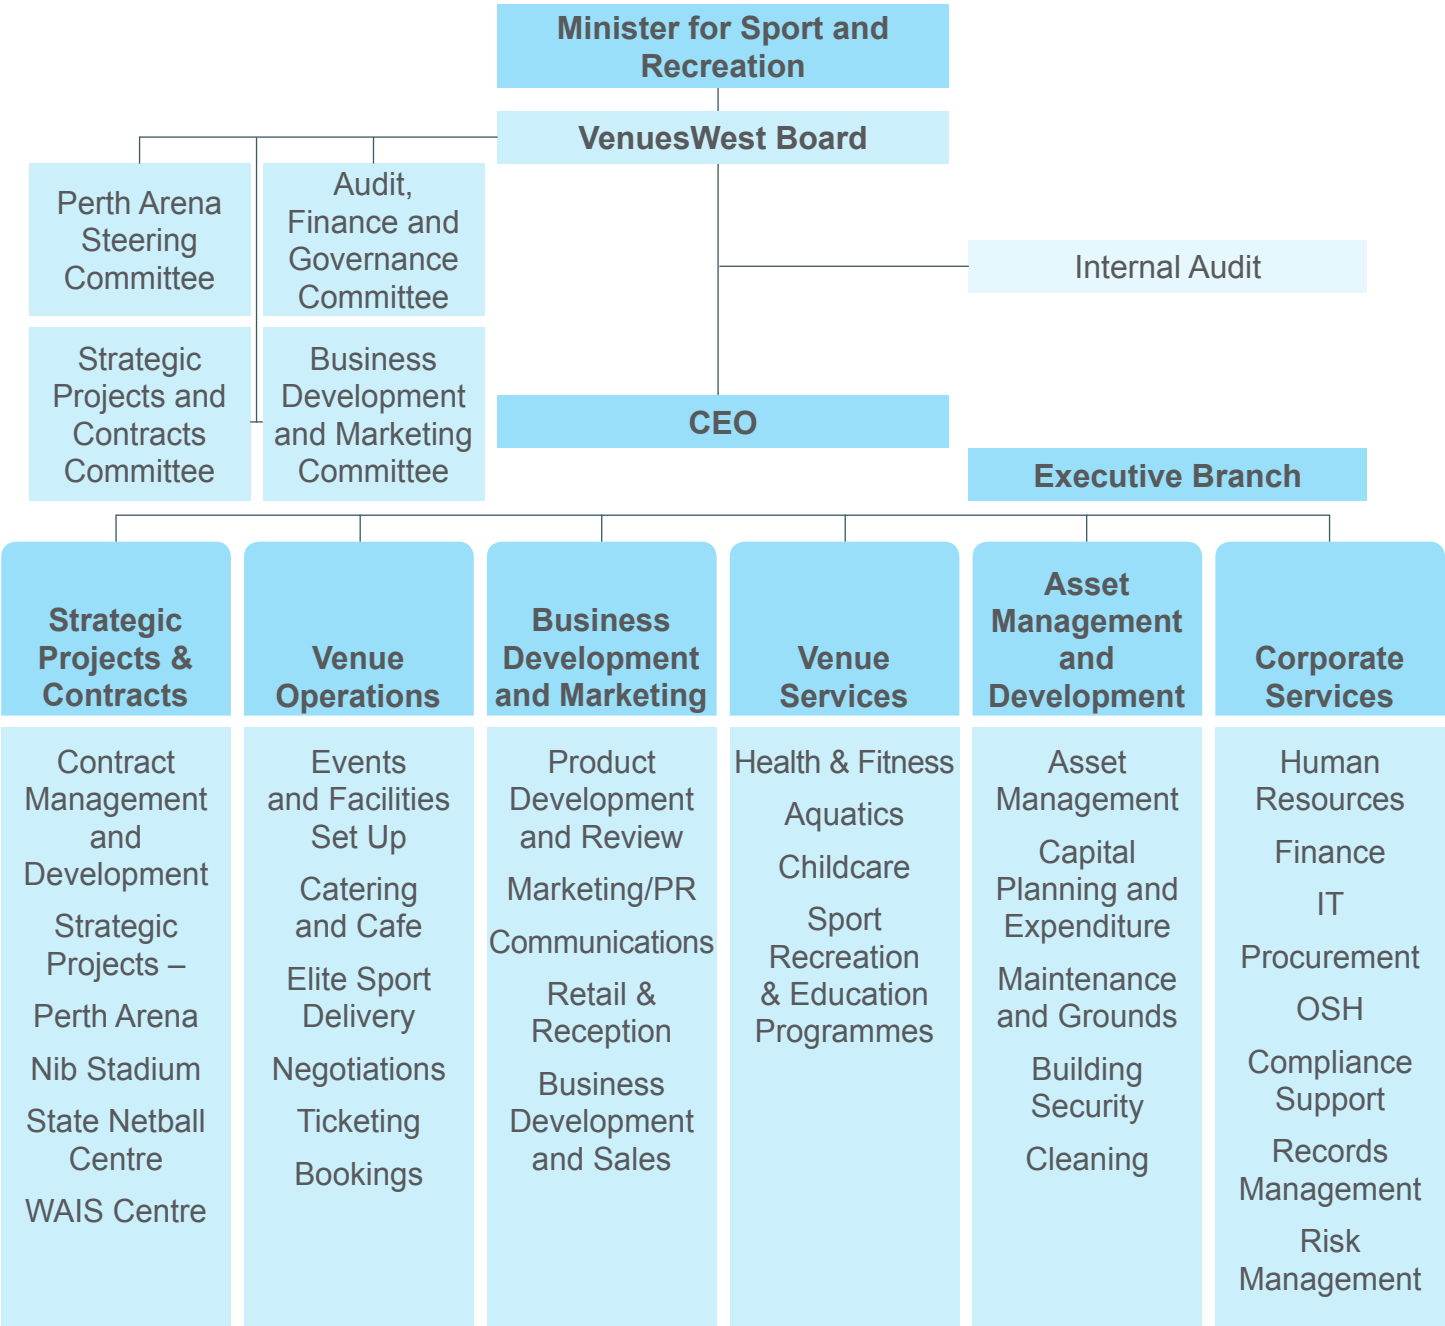 Minister for Sport and
Recreation
VenuesWest Board
Perth Arena
Steering
Committee
Audit,
Finance and
Governance
Committee
Internal Audit
Strategic
Projects and
Contracts
Committee
Business
Development
and Marketing
Committee
CEO
Executive Branch
Strategic
Projects &
Contracts
Venue
Operations
Business
Development
and Marketing
Venue
Services
Asset
Management
and
Development
Corporate
Services
Contract
Management
and
Development
Strategic
Projects –
Perth Arena
Nib Stadium
State Netball
Centre
WAIS Centre
Events
and Facilities
Set Up
Catering
and Cafe
Elite Sport
Delivery
Negotiations
Ticketing
Bookings
Product
Development
and Review
Marketing/PR
Communications
Retail &
Reception
Business
Development
and Sales
Health & Fitness
Aquatics
Childcare
Sport
Recreation
& Education
Programmes
Asset
Management
Capital
Planning and
Expenditure
Maintenance
and Grounds
Building
Security
Cleaning
Human
Resources
Finance
IT
Procurement
OSH
Compliance
Support
Records
Management
Risk
Management